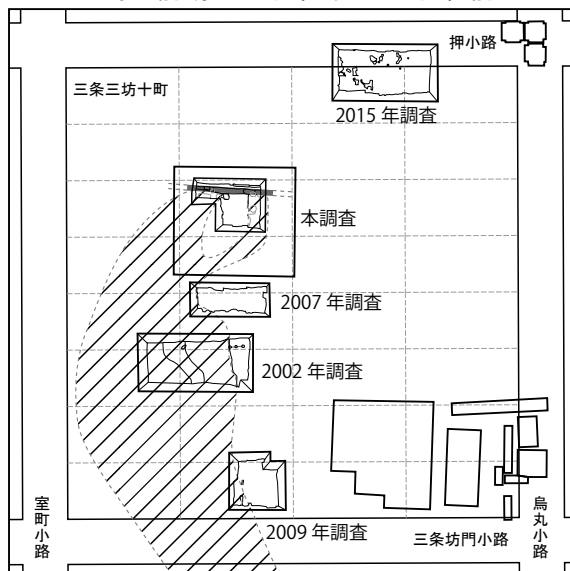 押小路
三条三坊十町
2015 年調査
本調査
2007 年調査
2002 年調査
室町小路
2009 年調査
三条坊門小路
烏丸小路